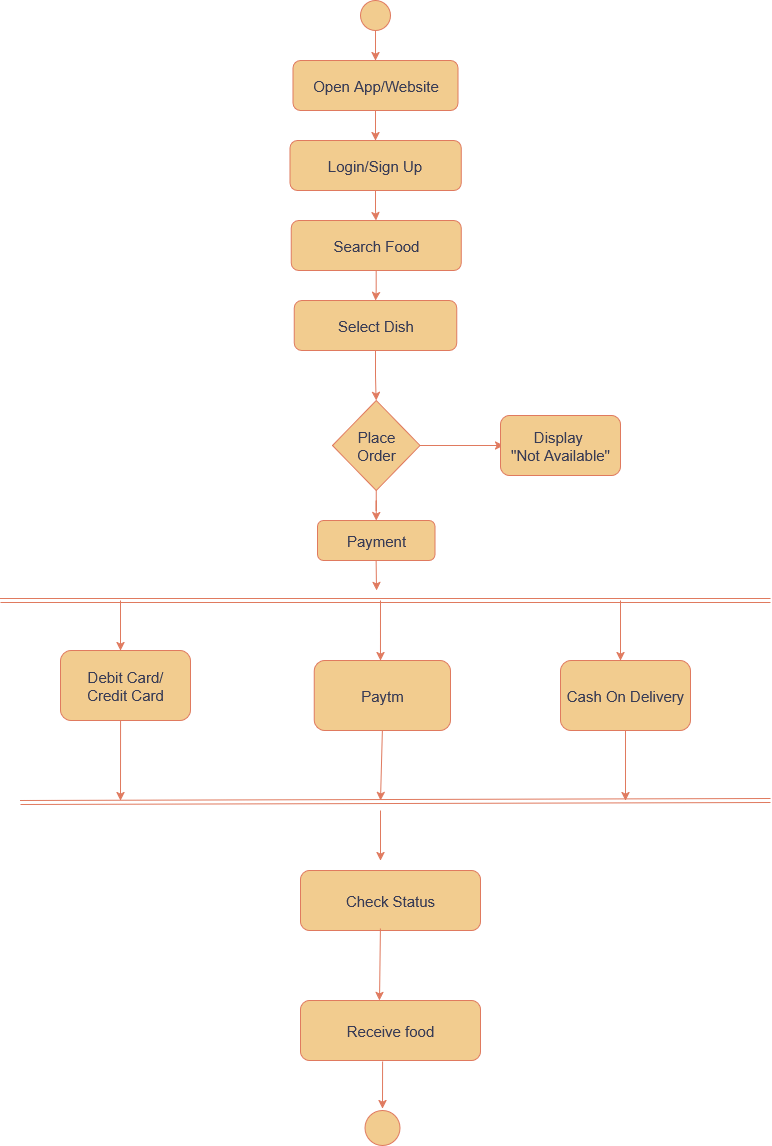 Open App/Website
Login/Sign Up
Search Food
Select Dish
Place
Order
Display
"Not Available"
Payment
Debit Card/
Credit Card
Paytm
Cash On Delivery
Check Status
Receive food